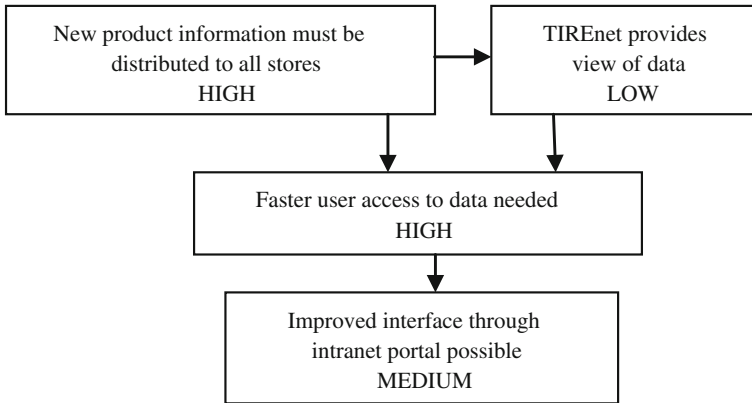 New product information must be
distributed to all stores
HIGH
TIREnet provides
view of data
LOW
Faster user access to data needed
HIGH
Improved interface through
intranet portal possible
MEDIUM